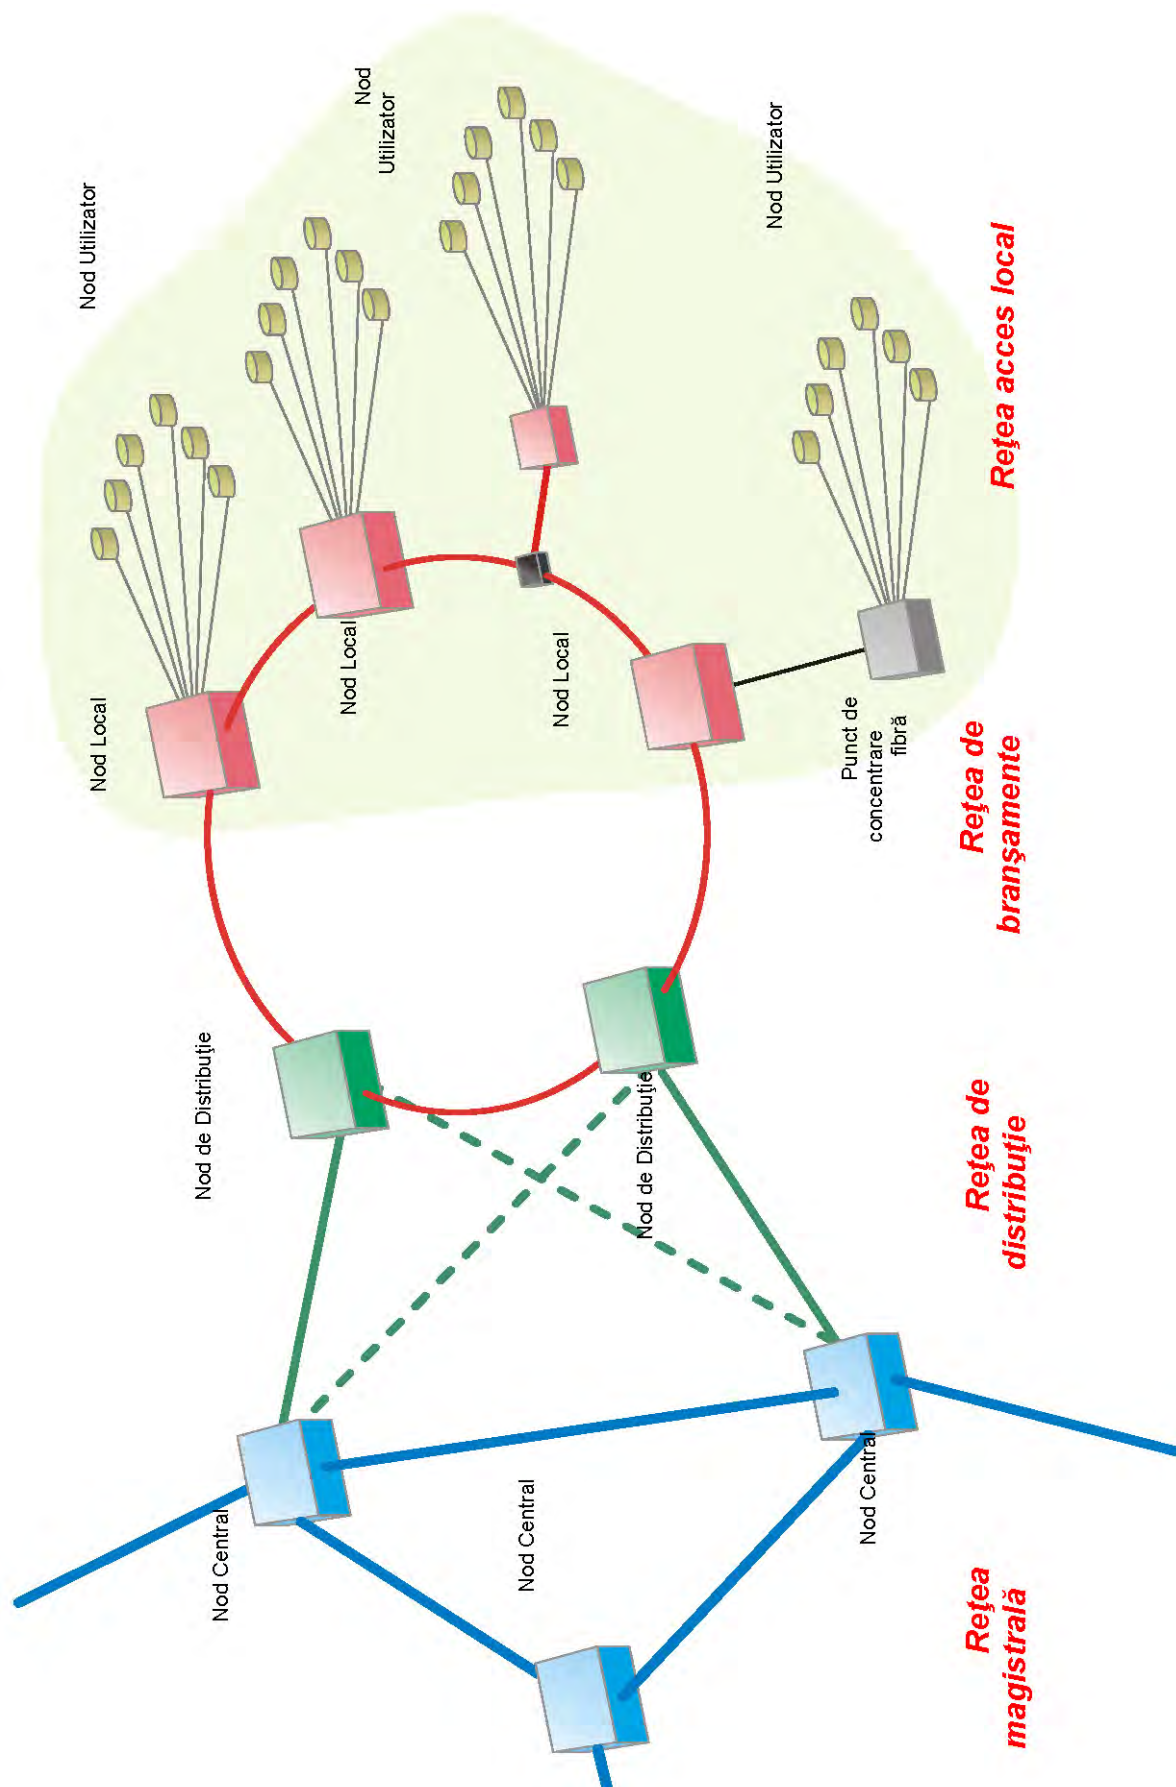 Nod Utilizator
Nod Local
Nod de Distribuţie
Nod Central
Nod Local
Nod
Utilizator
Nod Central
Nod Local
Nod de Distribuţie
Nod Utilizator
Punct de
concentrare
fibră
Nod Central
Reţea
magistrală
Reţea de
distribuţie
Reţea de
branşamente
Reţea acces local